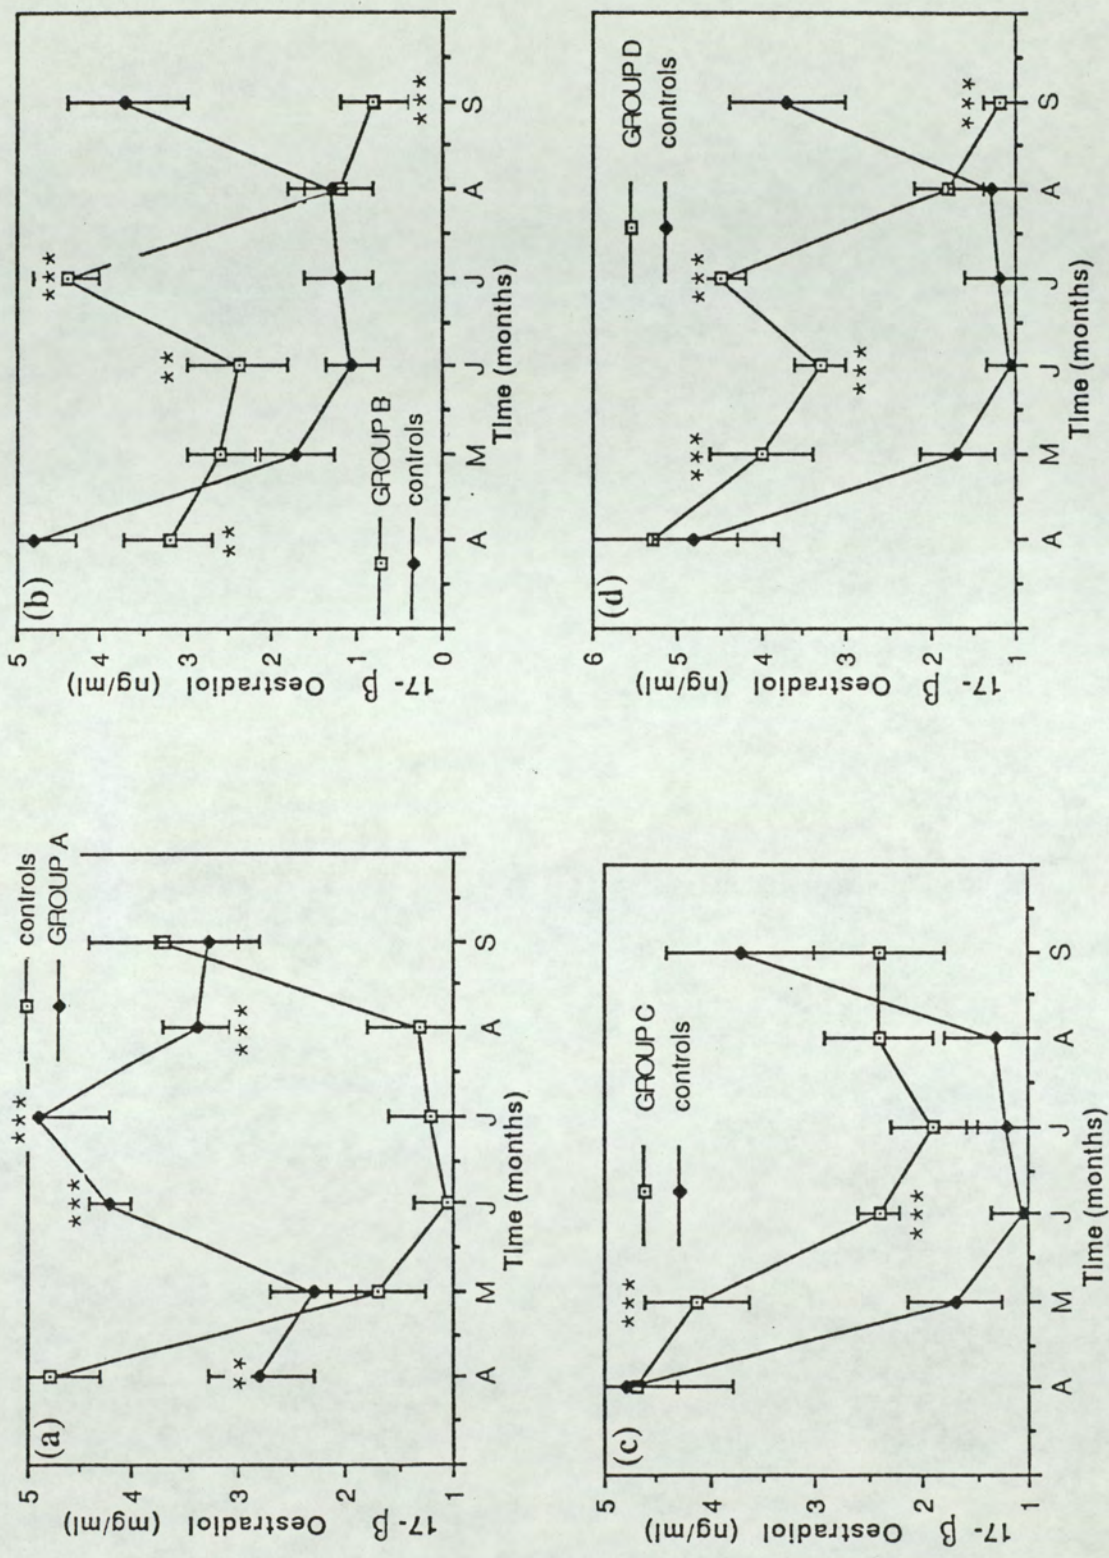 controls
GROUP A
(a)
***
***
***
**
5
4
3
2
1
17- β Oestradiol (mg/ml)
A M J J A S
Time (months)
(b)
***
**
**
***
GROUP B
controls
5
4
3
2
1
0
17- β Oestradiol (ng/ml)
A M J J A S
Time (months)
(c)
GROUP C
controls
***
***
5
4
3
2
1
17- β Oestradiol (ng/ml)
A M J J A S
Time (months)
(d)
GROUP D
controls
***
***
***
***
6
5
4
3
2
1
17- β Oestradiol (ng/ml)
A M J J A S
Time (months)